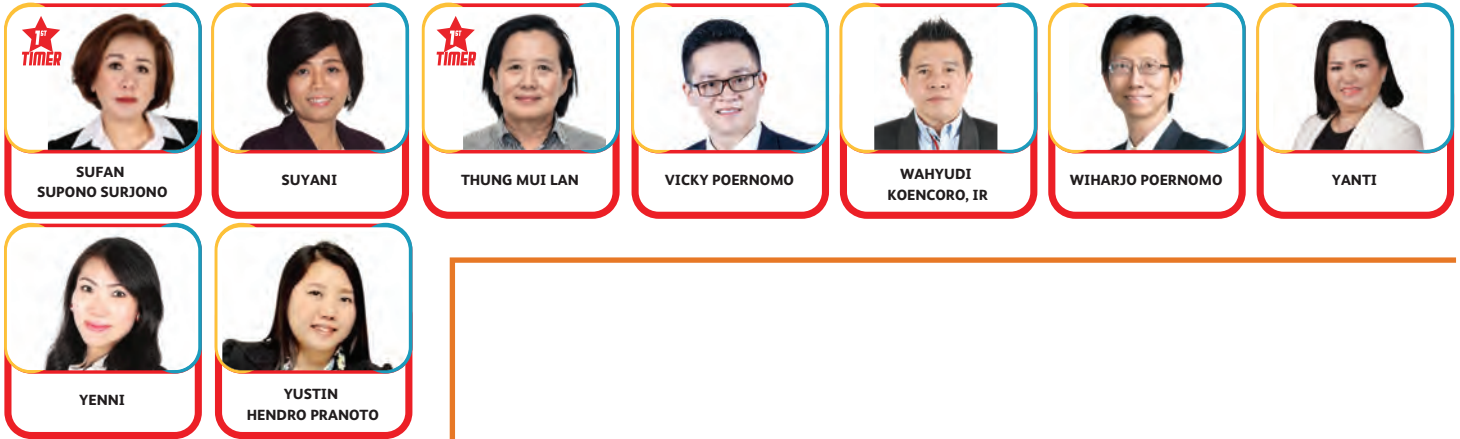 1ST
TIMER
SUFAN
SUPONO SURJONO
SUYANI
1ST
TIMER
THUNG MUI LAN
VICKY POERNOMO
WAHYUDI
KOENCORO, IR
WIHARJO POERNOMO
YANTI
YENNI
YUSTIN
HENDRO PRANOTO